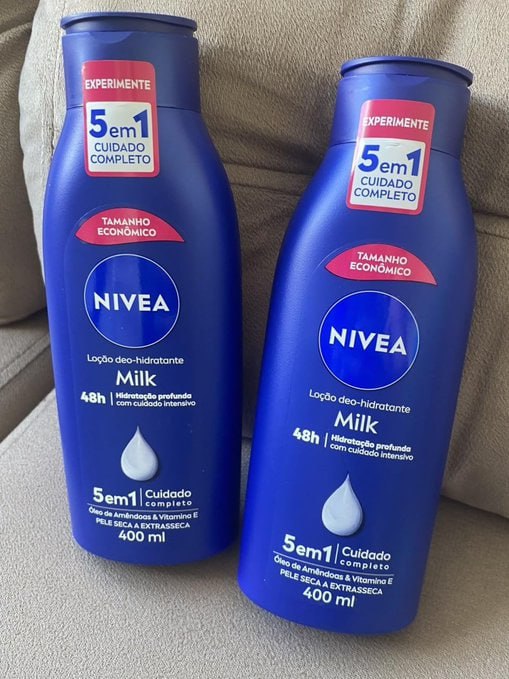 EXPERIMENTE
5em1
CUIDADO
COMPLETO
TAMANHO
ECONÔMICO
NIVEA
Loção deo-hidratante
Milk
48h | Hidratação profunda
com cuidado intensivo
5em1 | Cuidado
completo
Óleo de Amêndoas & Vitamina E
PELE SECA A EXTRASSECA
400 ml
EXPERIMENTE
5em1
CUIDADO
COMPLETO
TAMANHO
ECONÔMICO
NIVEA
Loção deo-hidratante
Milk
48h | Hidratação profunda
com cuidado intensivo
5em1 | Cuidado
completo
Óleo de Amêndoas & Vitamina E
PELE SECA A EXTRASSECA
400 ml